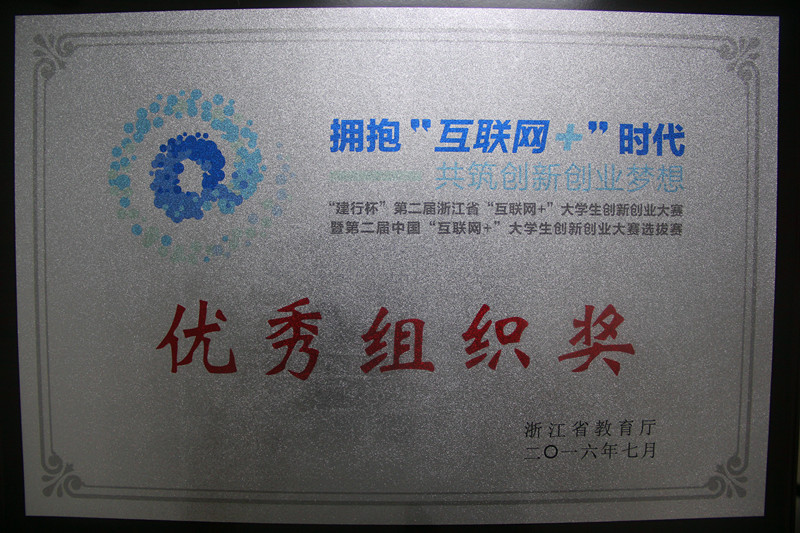 拥抱“互联网+”时代
共筑创新创业梦想
“建行杯”第二届浙江省“互联网+”大学生创新创业大赛
暨第二届中国“互联网+”大学生创新创业大赛选拔赛
优秀组织奖
浙江省教育厅
二〇一六年七月